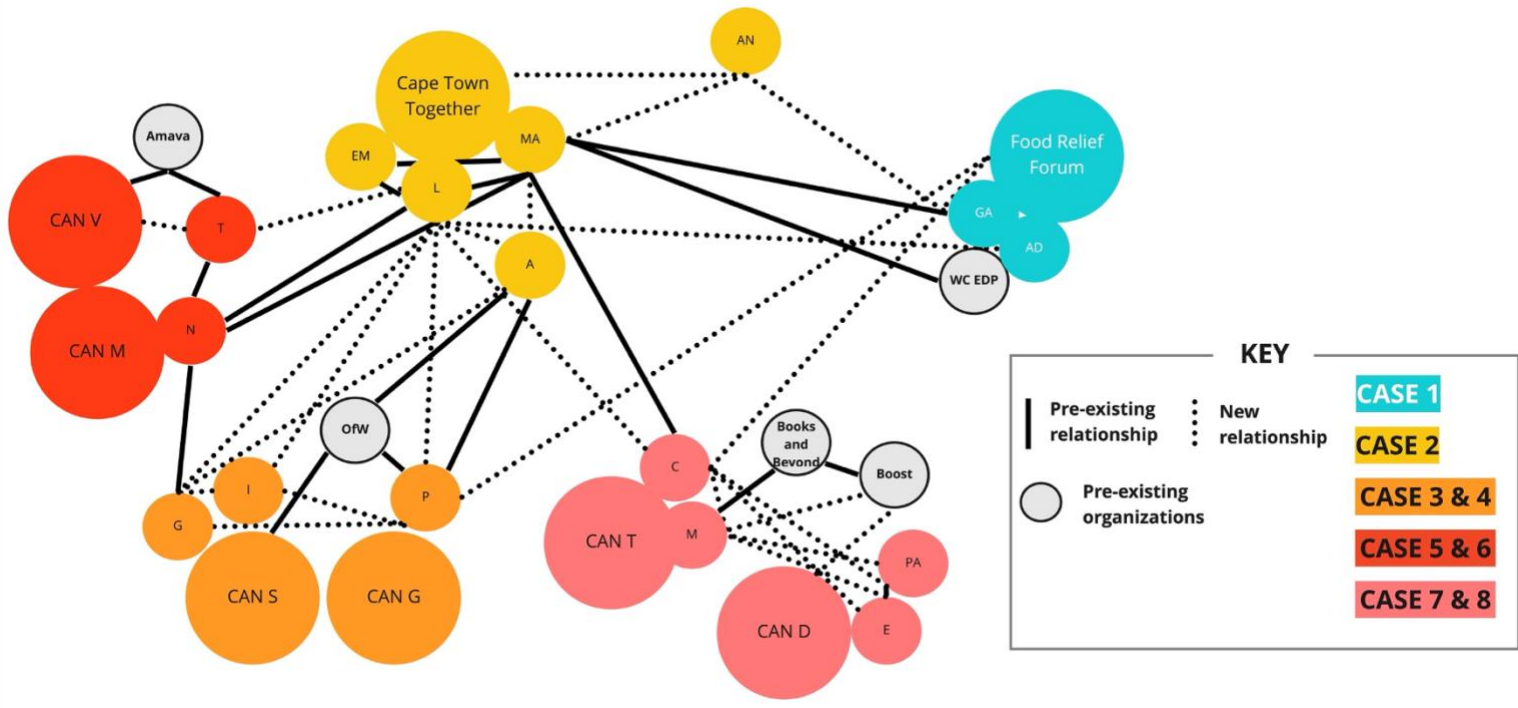 AN
Cape Town
Together
Amava
EM
MA
Food Relief
Forum
L
CAN V
T
GA
AD
A
WC EDP
N
CAN M
KEY
Pre-existing
relationship
New
relationship
CASE 1
CASE 2
Pre-existing
organizations
CASE 3 & 4
CASE 5 & 6
CASE 7 & 8
OfW
Books
and
Bevond
Boost
C
I
P
G
M
CAN T
PA
CAN S
CAN G
CAN D
E